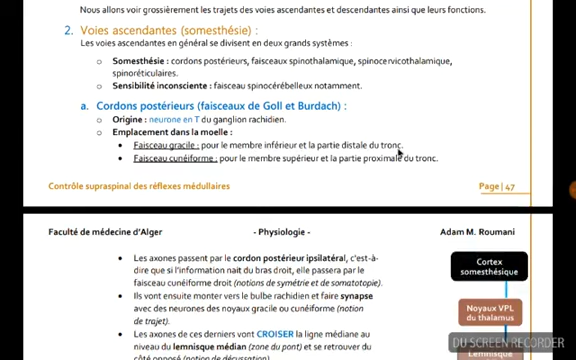 Nous allons voir grossièrement les trajets des voies ascendantes et descendantes ainsi que leurs fonctions.
2. Voies ascendantes (somesthésie) :
Les voies ascendantes en général se divisent en deux grands systèmes :
o Somesthésie : cordons postérieurs, faisceaux spinothalamique, spinocervicothalamique,
spinoréticulaires.
o Sensibilité inconsciente : faisceau spinocérébelleux notamment.
a. Cordons postérieurs (faisceaux de Goll et Burdach) :
o Origine : neurone en T du ganglion rachidien.
o Emplacement dans la moelle :
• Faisceau gracile : pour le membre inférieur et la partie distale du tronc.
• Faisceau cunéiforme : pour le membre supérieur et la partie proximale du tronc.
Contrôle supraspinal des réflexes médullaires
Page | 47
Faculté de médecine d'Alger
- Physiologie -
Adam M. Roumani
• Les axones passent par le cordon postérieur ipsilatéral, c'est-à-
dire que si l'information nait du bras droit, elle passera par le
faisceau cunéiforme droit (notions de symétrie et de somatotopie).
• Ils vont ensuite monter vers le bulbe rachidien et faire synapse
avec des neurones des noyaux gracile ou cunéiforme (notion
de trajet).
• Les axones de ces derniers vont CROISER la ligne médiane au
niveau du lemnisque médian (zone du pont) et se retrouver du
côté opposé (notion de décussation).
Cortex
somesthésique
Noyaux VPL
du thalamus
Lemnisque
DU SCREEN RECORDER